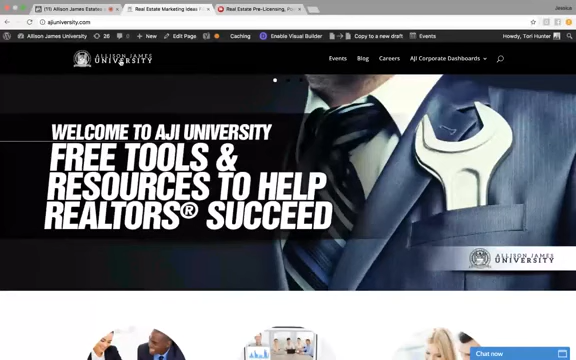 Jessica
(1) Allison James Estates
Real Estate Marketing Ideas
Real Estate Pre-Licensing,
ajiuniversity.com
Allison James University 26 0 New Edit Page Caching Enable Visual Builder Copy to a new draft Events Howdy, Tori Hunter
ALLISON JAMES
UNIVERSITY
Events Blog Careers AJI Corporate Dashboards
WELCOME TO AJI UNIVERSITY
FREE TOOLS &
RESOURCES TO HELP
REALTORS® SUCCEED
ALLISON JAMES
UNIVERSITY
Chat now